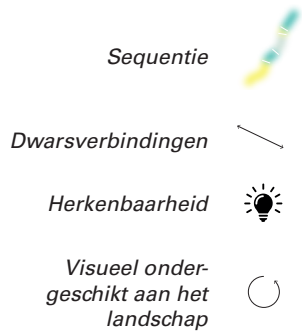 Sequentie
Dwarsverbindingen
Herkenbaarheid
Visueel onder-
geschikt aan het
landschap